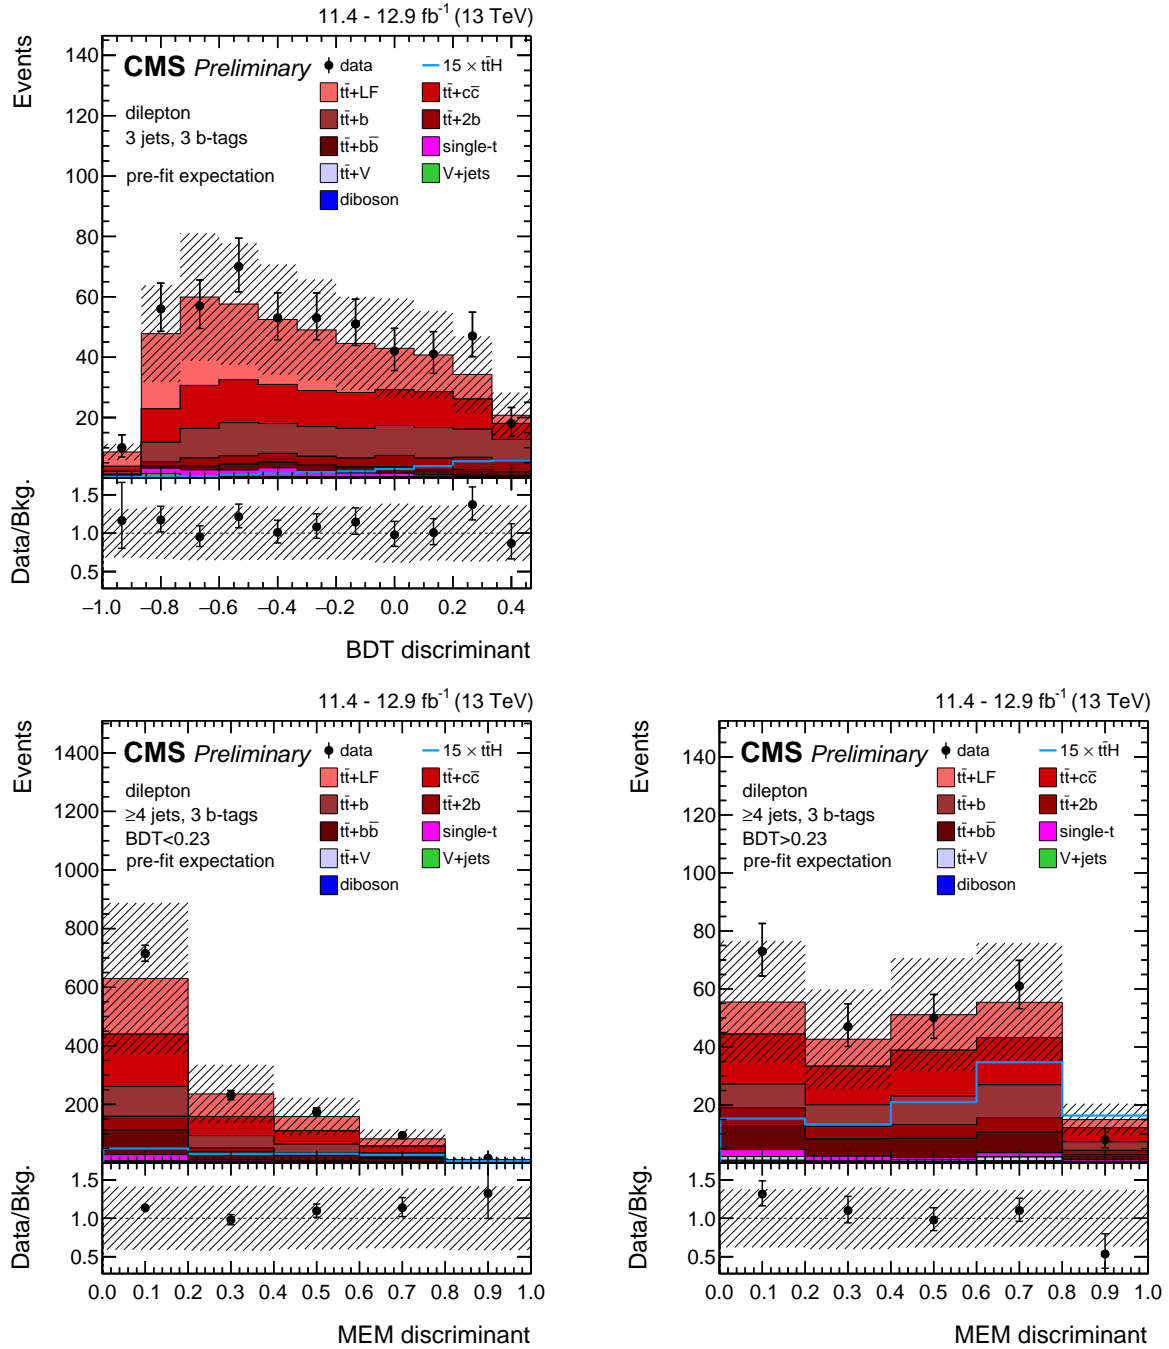 11.4 - 12.9 fb⁻¹ (13 TeV)
Events
CMS Preliminary
data
15 × tt̄H
tt̄+LF
tt̄+cc̄
tt̄+b
tt̄+2b
tt̄+bb̄
single-t
tt̄+V
V+jets
diboson
dilepton
3 jets, 3 b-tags
pre-fit expectation
140
120
100
80
60
40
20
Data/Bkg.
1.5
1.0
0.5
−1.0 −0.8 −0.6 −0.4 −0.2 0.0 0.2 0.4
BDT discriminant
11.4 - 12.9 fb⁻¹ (13 TeV)
Events
CMS Preliminary
data
15 × tt̄H
tt̄+LF
tt̄+cc̄
tt̄+b
tt̄+2b
tt̄+bb̄
single-t
tt̄+V
V+jets
diboson
dilepton
≥4 jets, 3 b-tags
BDT<0.23
pre-fit expectation
1400
1200
1000
800
600
400
200
Data/Bkg.
1.5
1.0
0.5
0.0 0.1 0.2 0.3 0.4 0.5 0.6 0.7 0.8 0.9 1.0
MEM discriminant
11.4 - 12.9 fb⁻¹ (13 TeV)
Events
CMS Preliminary
data
15 × tt̄H
tt̄+LF
tt̄+cc̄
tt̄+b
tt̄+2b
tt̄+bb̄
single-t
tt̄+V
V+jets
diboson
dilepton
≥4 jets, 3 b-tags
BDT>0.23
pre-fit expectation
140
120
100
80
60
40
20
Data/Bkg.
1.5
1.0
0.5
0.0 0.1 0.2 0.3 0.4 0.5 0.6 0.7 0.8 0.9 1.0
MEM discriminant